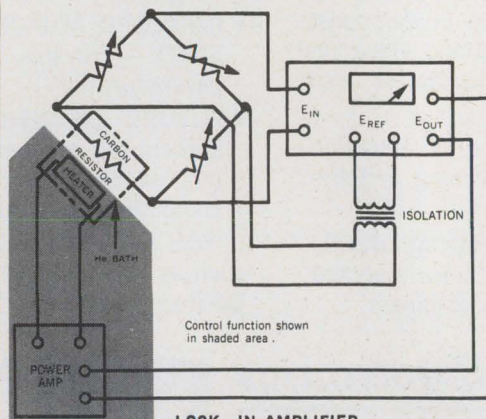 E IN
E REF
E OUT
CARBON
RESISTOR
HEATER
ISOLATION
He BATH
Control function shown
in shaded area.
POWER
AMP
LOCK-IN AMPLIFIER